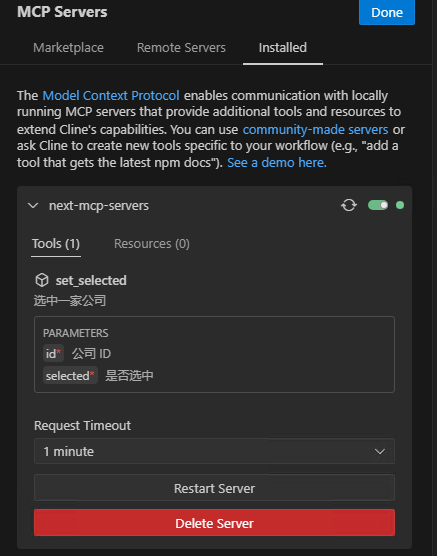 MCP Servers
Done
Marketplace
Remote Servers
Installed
The Model Context Protocol enables communication with locally
running MCP servers that provide additional tools and resources to
extend Cline's capabilities. You can use community-made servers or
ask Cline to create new tools specific to your workflow (e.g., "add a
tool that gets the latest npm docs"). See a demo here.
next-mcp-servers
Tools (1)
Resources (0)
set_selected
选中一家公司
PARAMETERS
id* 公司 ID
selected* 是否选中
Request Timeout
1 minute
Restart Server
Delete Server